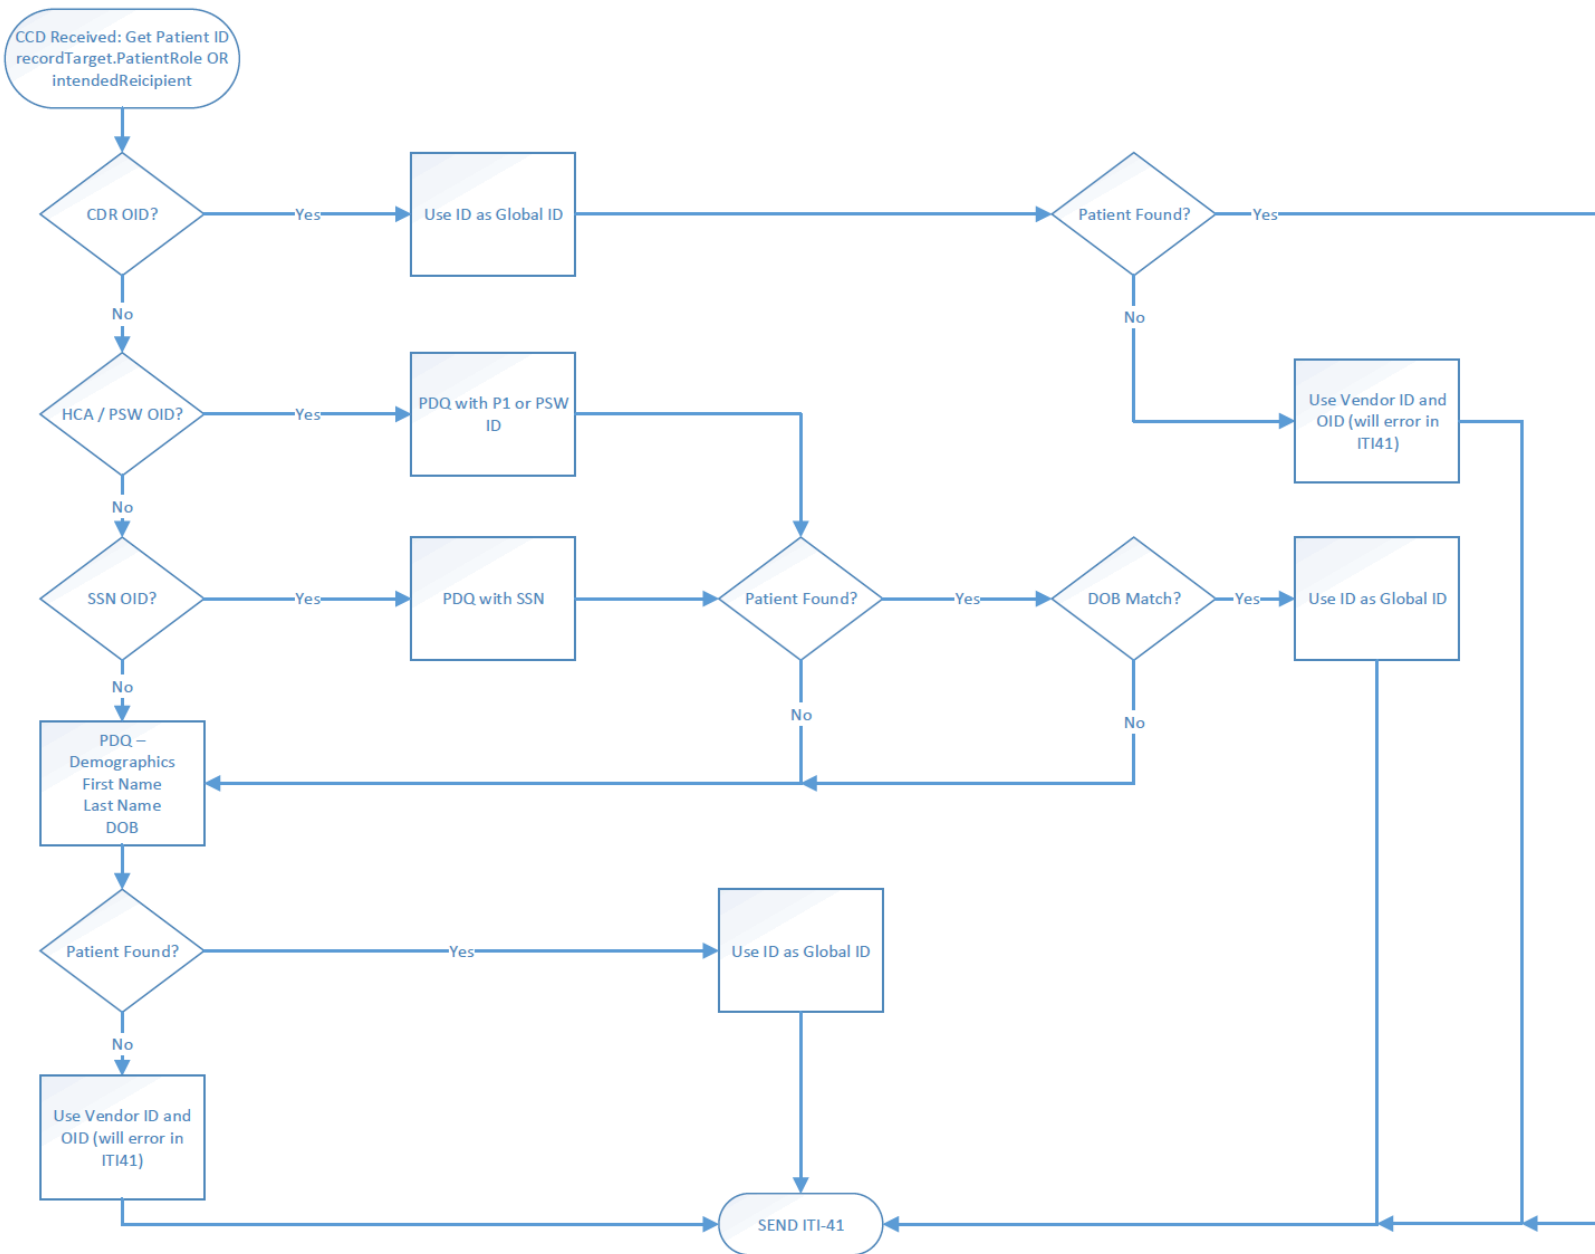 CCD Received: Get Patient ID
recordTarget.PatientRole OR
intendedReicipient
CDR OID?
Yes
Use ID as Global ID
Patient Found?
Yes
No
No
HCA / PSW OID?
Yes
PDQ with P1 or PSW
ID
Use Vendor ID and
OID (will error in
ITI41)
No
SSN OID?
Yes
PDQ with SSN
Patient Found?
Yes
DOB Match?
Yes
Use ID as Global ID
No
No
No
PDQ –
Demographics
First Name
Last Name
DOB
Patient Found?
Yes
Use ID as Global ID
No
Use Vendor ID and
OID (will error in
ITI41)
SEND ITI-41